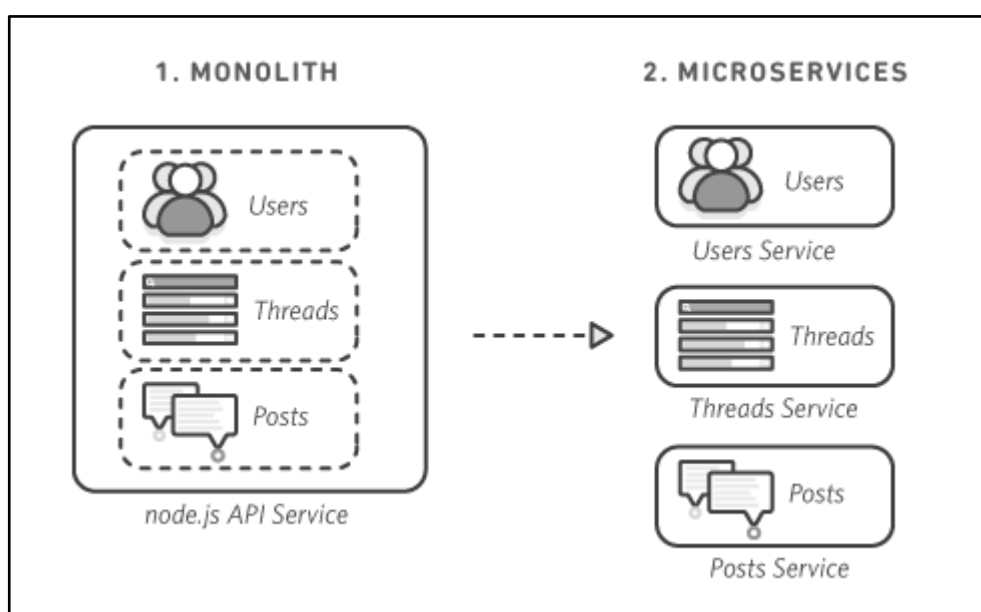 1. MONOLITH
Users
Threads
Posts
node.js API Service
2. MICROSERVICES
Users
Users Service
Threads
Threads Service
Posts
Posts Service